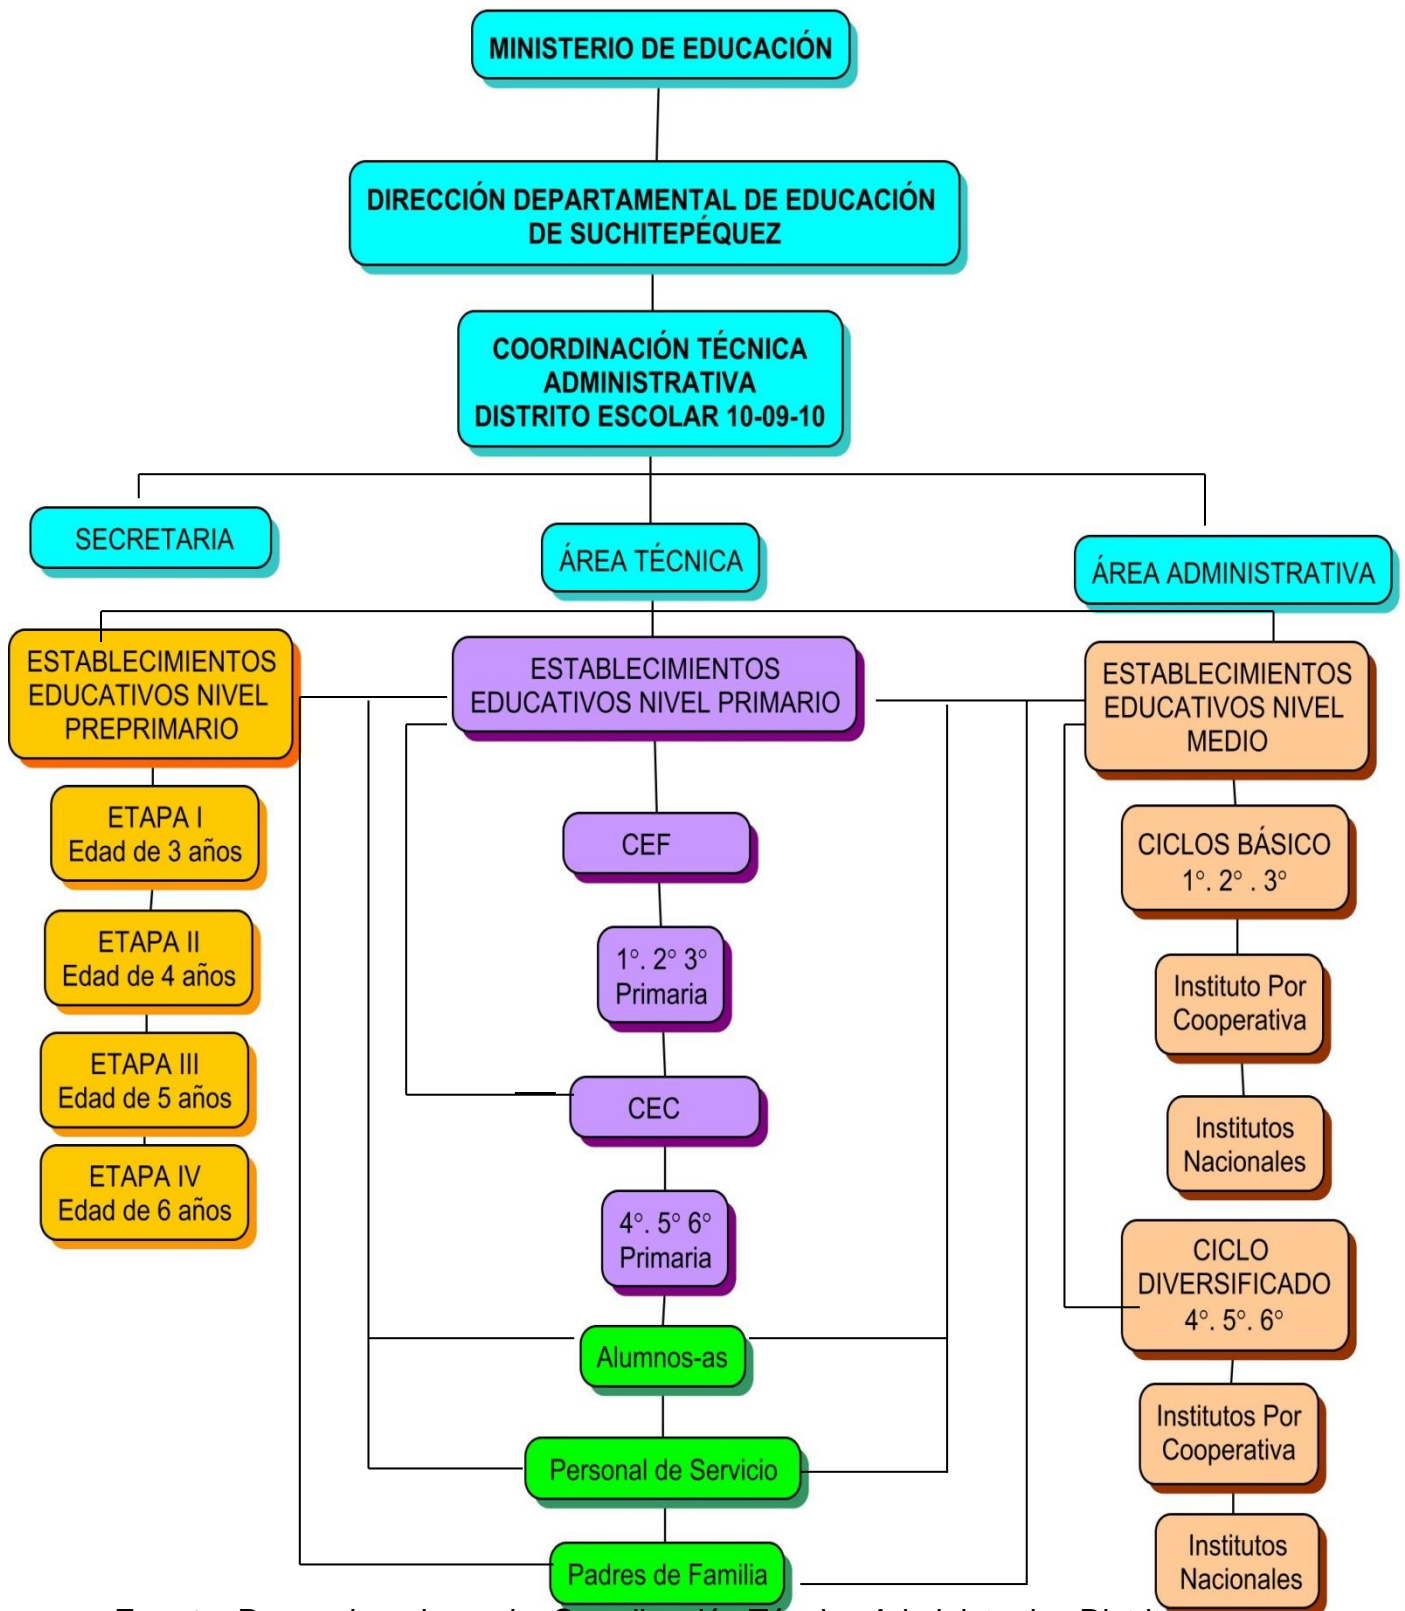 MINISTERIO DE EDUCACIÓN
DIRECCIÓN DEPARTAMENTAL DE EDUCACIÓN
DE SUCHITEPÉQUEZ
COORDINACIÓN TÉCNICA
ADMINISTRATIVA
DISTRITO ESCOLAR 10-09-10
SECRETARIA
ÁREA TÉCNICA
ÁREA ADMINISTRATIVA
ESTABLECIMIENTOS
EDUCATIVOS NIVEL
PREPRIMARIO
ETAPA I
Edad de 3 años
ETAPA II
Edad de 4 años
ETAPA III
Edad de 5 años
ETAPA IV
Edad de 6 años
ESTABLECIMIENTOS
EDUCATIVOS NIVEL PRIMARIO
CEF
1°. 2° 3°
Primaria
CEC
4°. 5° 6°
Primaria
Alumnos-as
Personal de Servicio
Padres de Familia
ESTABLECIMIENTOS
EDUCATIVOS NIVEL
MEDIO
CICLOS BÁSICO
1°. 2° . 3°
Instituto Por
Cooperativa
Institutos
Nacionales
CICLO
DIVERSIFICADO
4°. 5°. 6°
Institutos Por
Cooperativa
Institutos
Nacionales